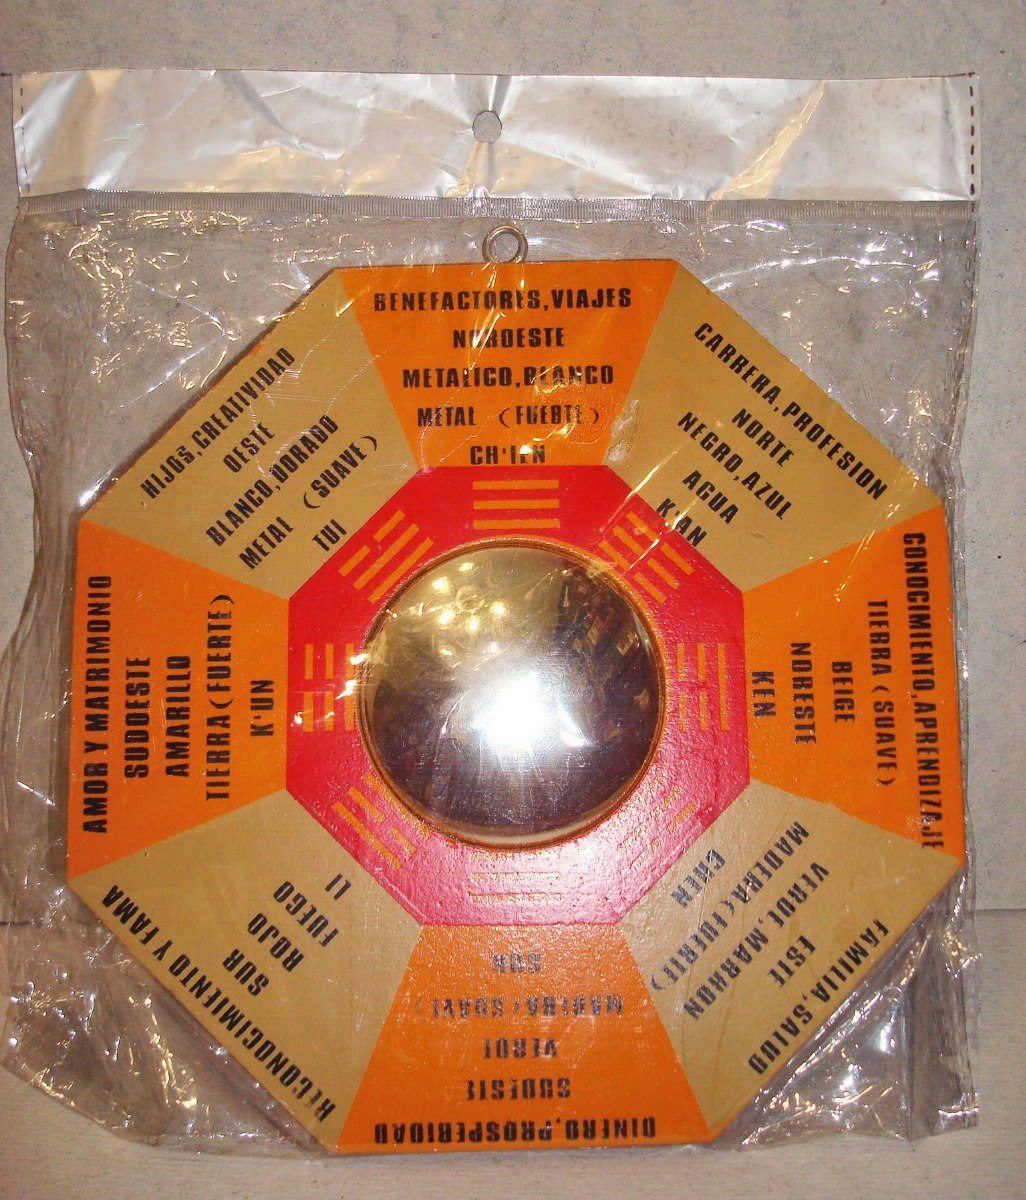 BENEFACTORES,VIAJES
NOROESTE
METALICO,BLANCO
METAL (FUERTE)
CH'IEN
CARRERA, PROFESION
NORTE
NEGRO,AZUL
AGUA
K'AN
CONOCIMIENTO,APRENDIZAJE
TIERRA (SUAVE)
BEIGE
NORESTE
KEN
FAMILIA, SALUD
ESTE
VERDE, MARRON
MADERA (FUERTE)
CHEN
DINERO, PROSPERIDAD
SUDESTE
VERDE
MADERA (SUAVE)
SUN
RECONOCIMIENTO Y FAMA
SUR
ROJO
FUEGO
LI
AMOR Y MATRIMONIO
SUDOESTE
AMARILLO
TIERRA(FUERTE)
K'UN
HIJOS,CREATIVIDAD
OESTE
BLANCO,DORADO
METAL (SUAVE)
TUI